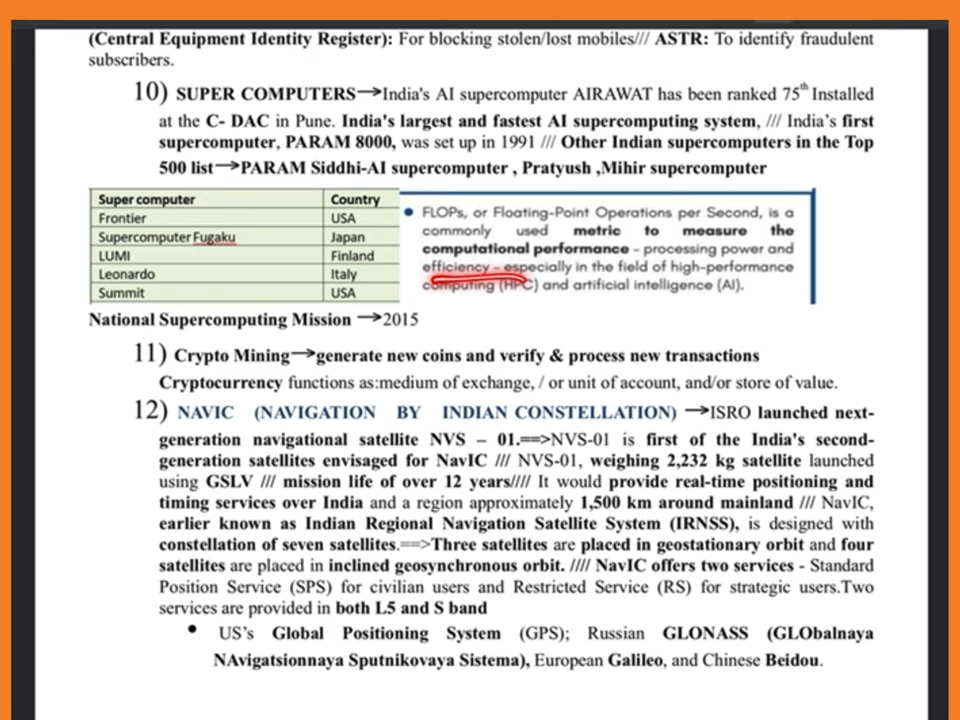 (Central Equipment Identity Register): For blocking stolen/lost mobiles/// ASTR: To identify fraudulent
subscribers.
10) SUPER COMPUTERS→India's AI supercomputer AIRAWAT has been ranked 75th Installed
at the C- DAC in Pune. India's largest and fastest AI supercomputing system, /// India's first
supercomputer, PARAM 8000, was set up in 1991 /// Other Indian supercomputers in the Top
500 list→PARAM Siddhi-AI supercomputer , Pratyush ,Mihir supercomputer
Super computer Country
Frontier USA
Supercomputer Fugaku Japan
LUMI Finland
Leonardo Italy
Summit USA
• FLOPs, or Floating-Point Operations per Second, is a
commonly used metric to measure the
computational performance - processing power and
efficiency - especially in the field of high-performance
computing (HPC) and artificial intelligence (AI).
National Supercomputing Mission →2015
11) Crypto Mining→generate new coins and verify & process new transactions
Cryptocurrency functions as:medium of exchange, / or unit of account, and/or store of value.
12) NAVIC (NAVIGATION BY INDIAN CONSTELLATION) →ISRO launched next-
generation navigational satellite NVS – 01.==>NVS-01 is first of the India's second-
generation satellites envisaged for NavIC /// NVS-01, weighing 2,232 kg satellite launched
using GSLV /// mission life of over 12 years//// It would provide real-time positioning and
timing services over India and a region approximately 1,500 km around mainland /// NavIC,
earlier known as Indian Regional Navigation Satellite System (IRNSS), is designed with
constellation of seven satellites.==>Three satellites are placed in geostationary orbit and four
satellites are placed in inclined geosynchronous orbit. //// NavIC offers two services - Standard
Position Service (SPS) for civilian users and Restricted Service (RS) for strategic users.Two
services are provided in both L5 and S band
• US's Global Positioning System (GPS); Russian GLONASS (GLObalnaya
NAvigatsionnaya Sputnikovaya Sistema), European Galileo, and Chinese Beidou.